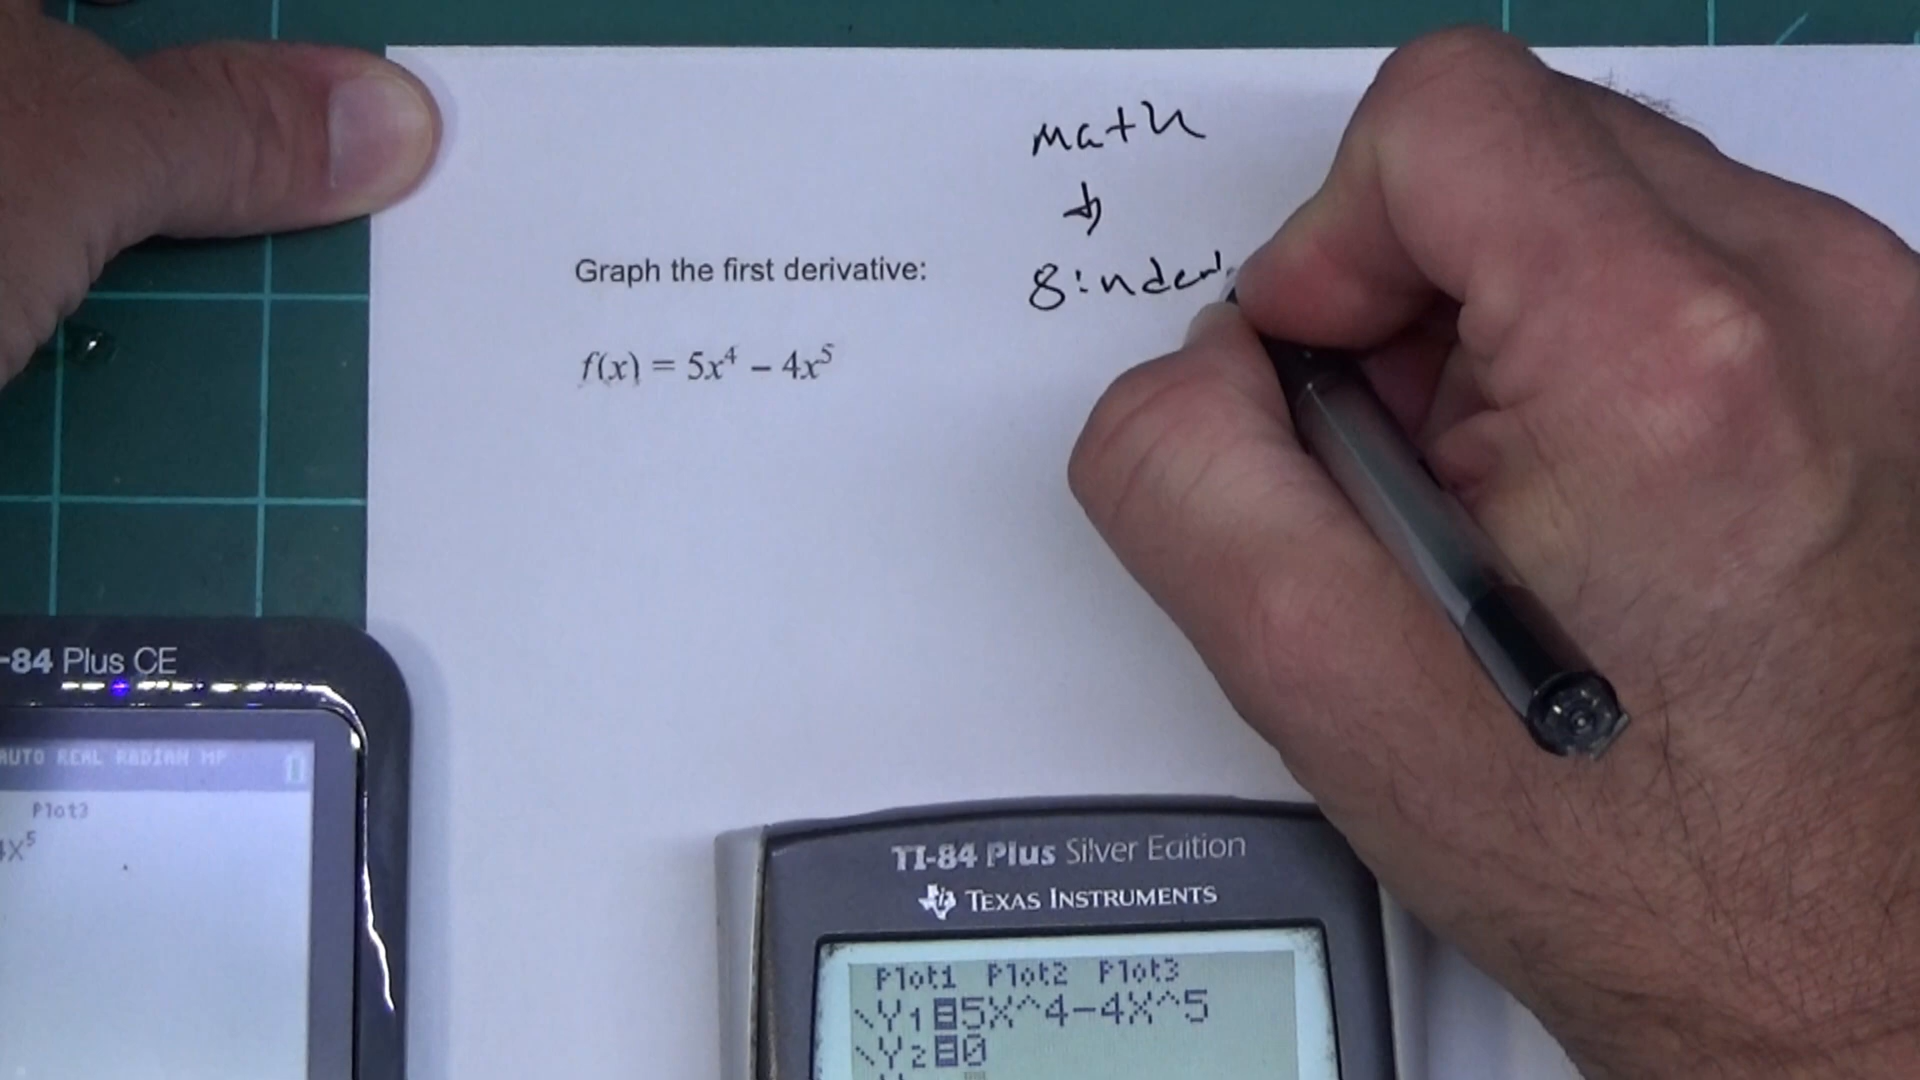 math
↓
8:nderi
Graph the first derivative:
f(x) = 5x⁴ – 4x⁵
-84 Plus CE
AUTO REAL RADIAN MP
Plot3
4X⁵
TI-84 Plus Silver Edition
TEXAS INSTRUMENTS
Plot1 Plot2 Plot3
\Y₁=5X^4-4X^5
\Y₂=0